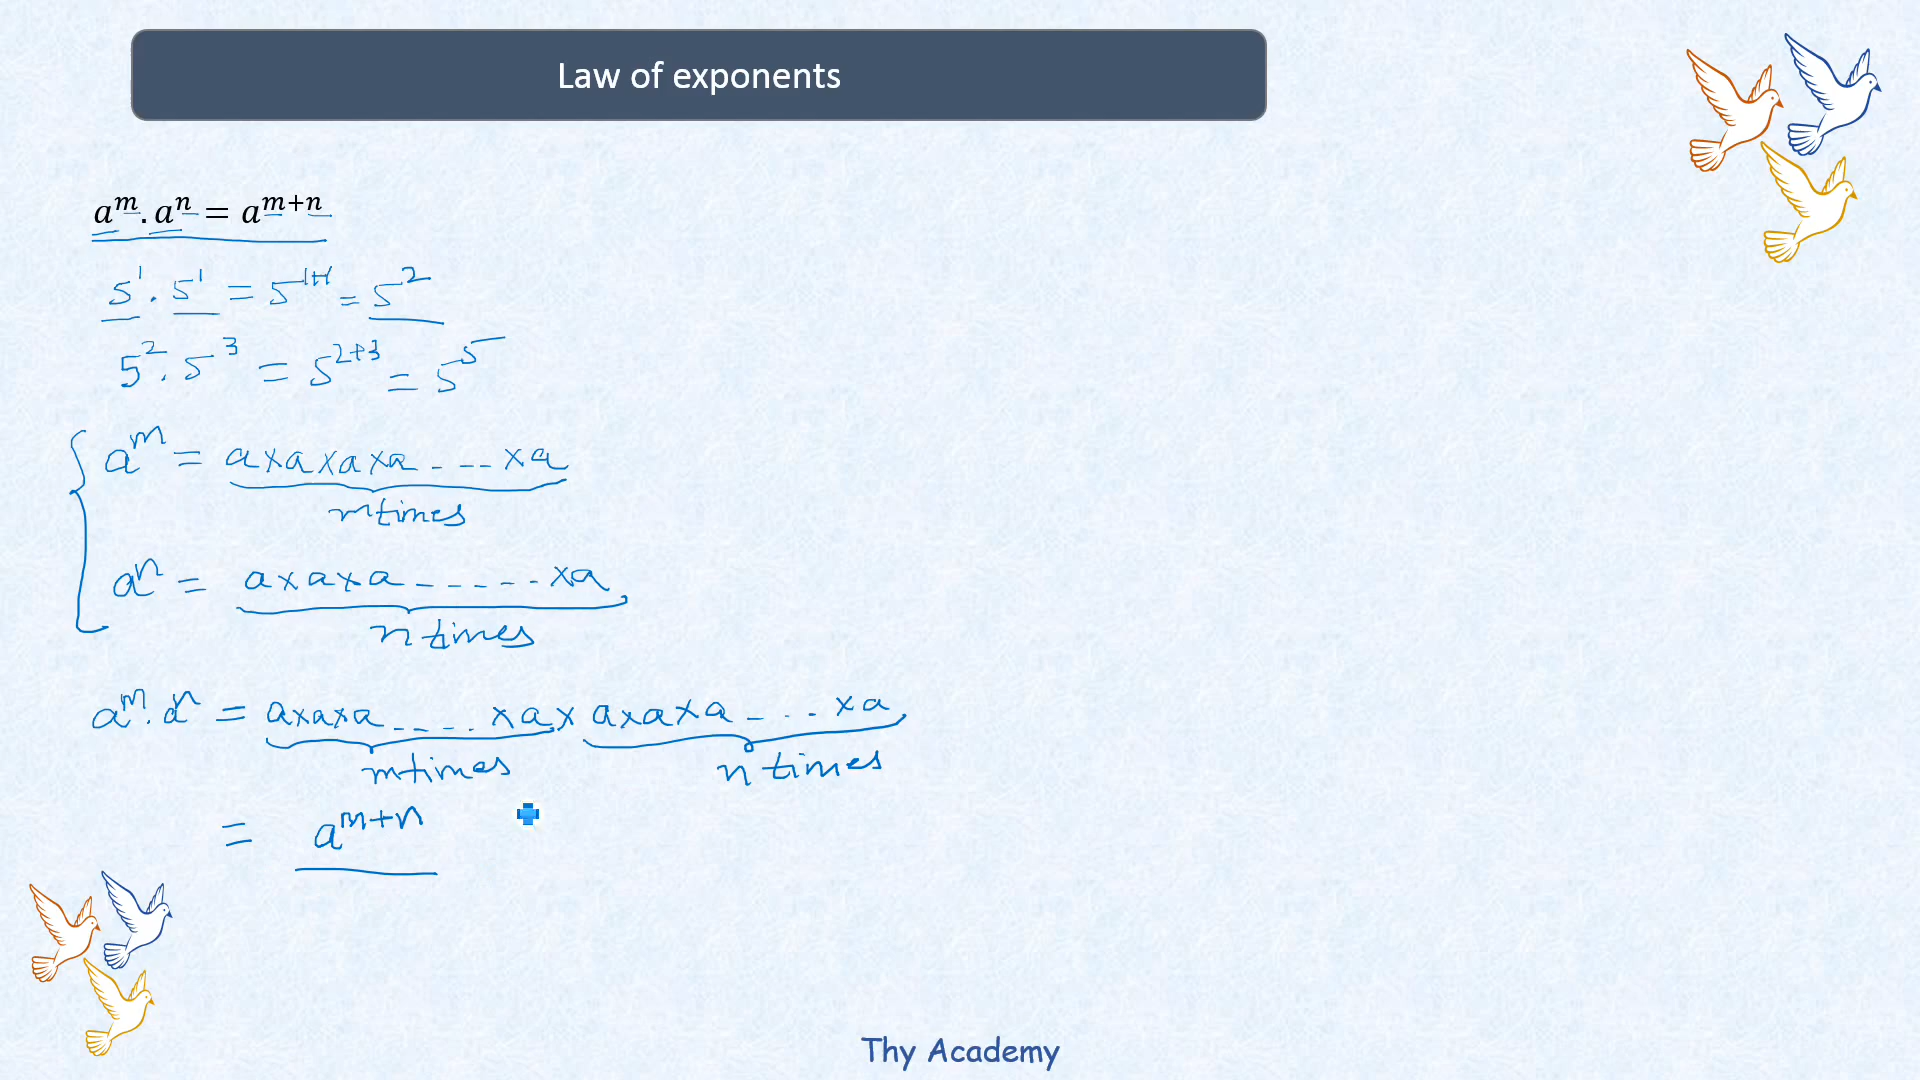 Law of exponents
a^m . a^n = a^(m+n)
5^1 . 5^1 = 5^(1+1) = 5^2
5^2 . 5^3 = 5^(2+3) = 5^5
a^m = a×a×a×a - -- ×a
m times
a^n = a×a×a - - - - - ×a
n times
a^m . a^n = a×a×a - - - - ×a × a×a×a - - - ×a
m times n times
= a^(m+n)
Thy Academy